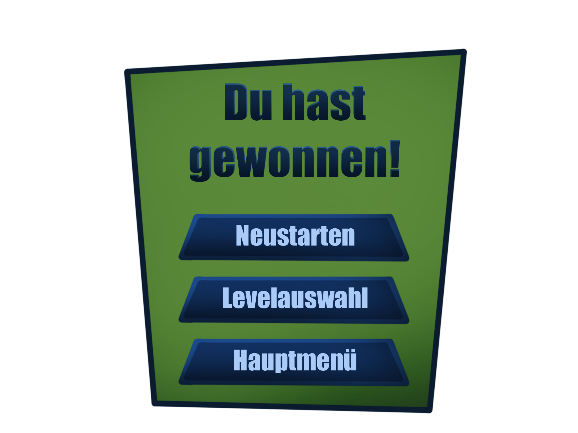 Du hast
gewonnen!
Neustarten
Levelauswahl
Hauptmenü